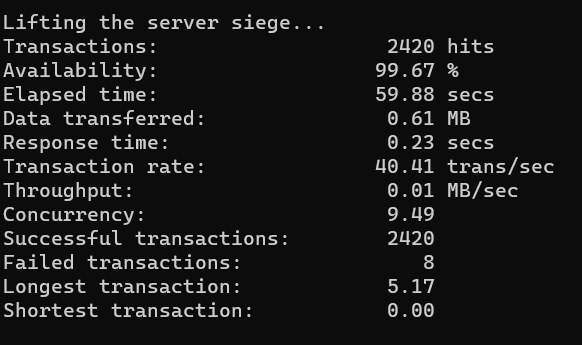 Lifting the server siege...
Transactions: 2420 hits
Availability: 99.67 %
Elapsed time: 59.88 secs
Data transferred: 0.61 MB
Response time: 0.23 secs
Transaction rate: 40.41 trans/sec
Throughput: 0.01 MB/sec
Concurrency: 9.49
Successful transactions: 2420
Failed transactions: 8
Longest transaction: 5.17
Shortest transaction: 0.00